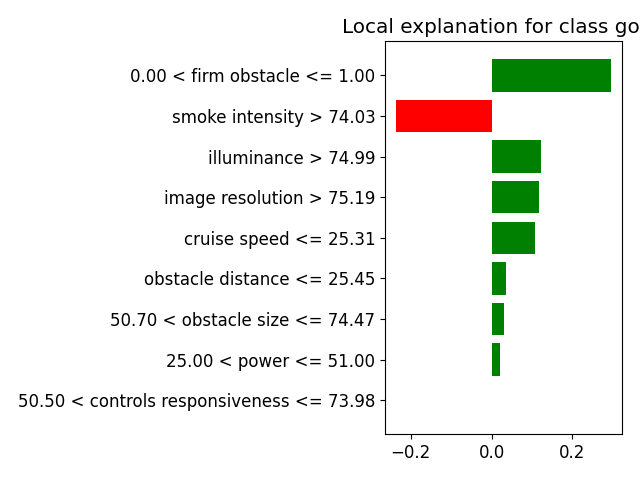 Local explanation for class go
0.00 < firm obstacle <= 1.00
smoke intensity > 74.03
illuminance > 74.99
image resolution > 75.19
cruise speed <= 25.31
obstacle distance <= 25.45
50.70 < obstacle size <= 74.47
25.00 < power <= 51.00
50.50 < controls responsiveness <= 73.98
−0.2 0.0 0.2